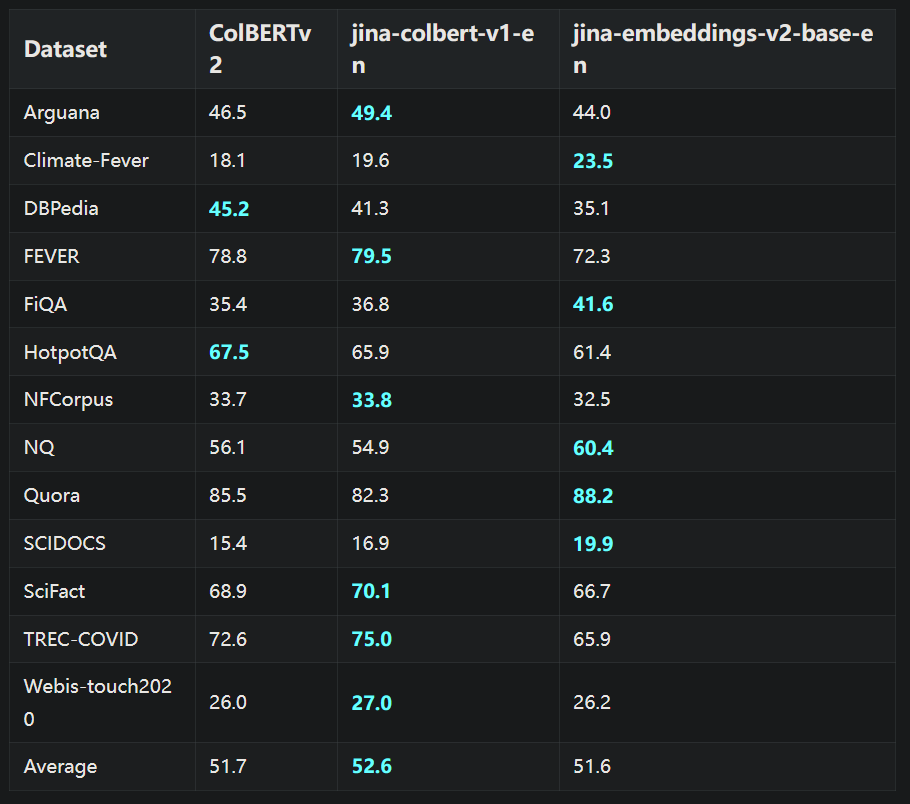 Dataset ColBERTv2 jina-colbert-v1-en jina-embeddings-v2-base-en
Arguana 46.5 49.4 44.0
Climate-Fever 18.1 19.6 23.5
DBPedia 45.2 41.3 35.1
FEVER 78.8 79.5 72.3
FiQA 35.4 36.8 41.6
HotpotQA 67.5 65.9 61.4
NFCorpus 33.7 33.8 32.5
NQ 56.1 54.9 60.4
Quora 85.5 82.3 88.2
SCIDOCS 15.4 16.9 19.9
SciFact 68.9 70.1 66.7
TREC-COVID 72.6 75.0 65.9
Webis-touch2020 26.0 27.0 26.2
Average 51.7 52.6 51.6